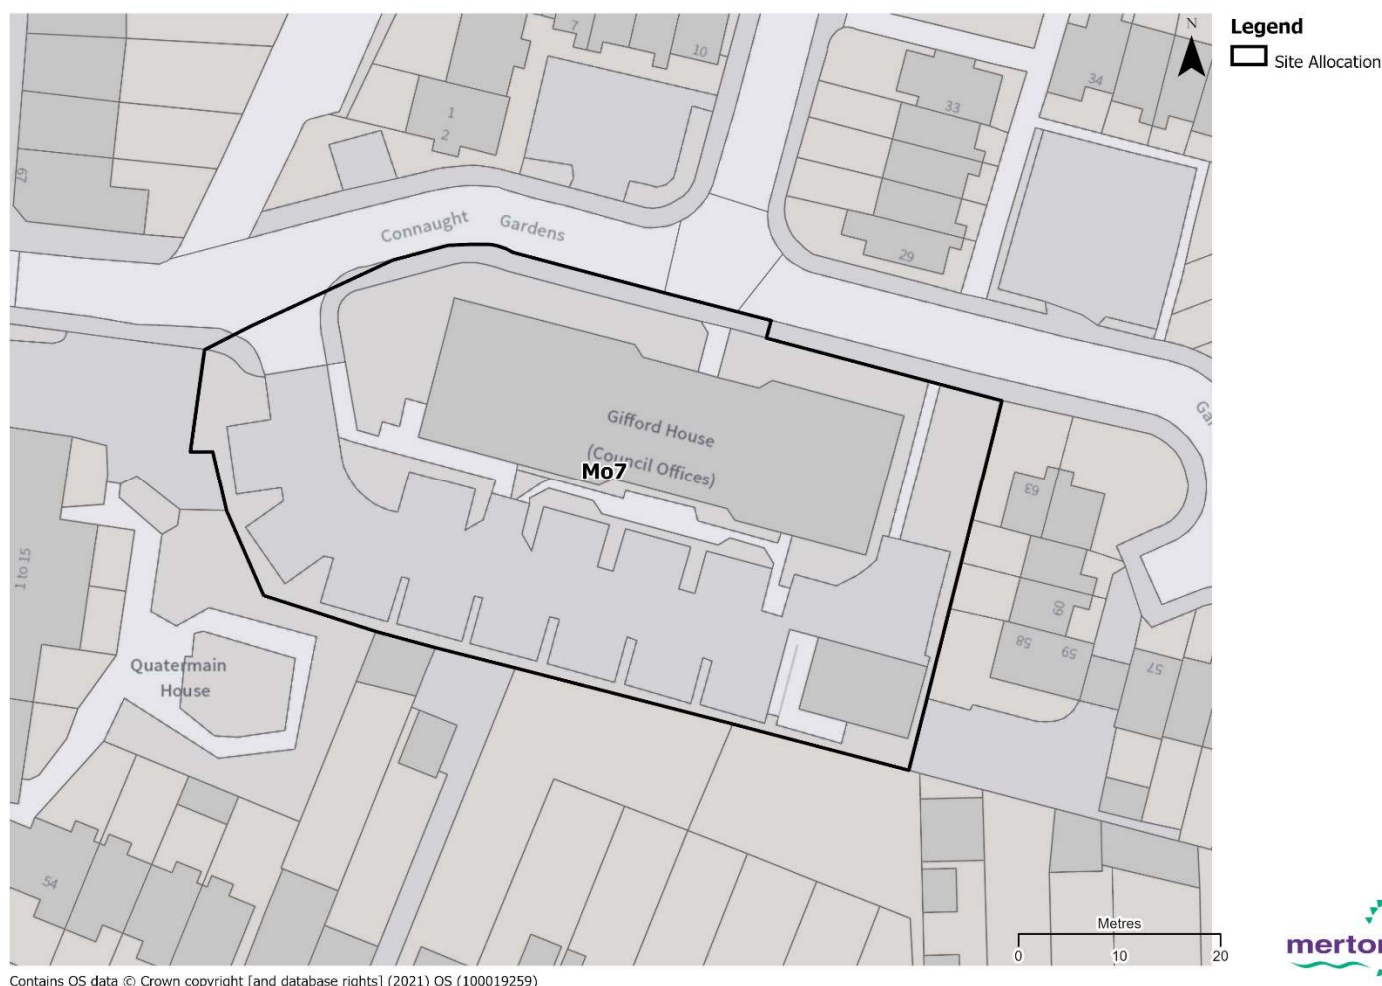 Legend
Site Allocation
N
7
10
34
1
2
33
67
Connaught
Gardens
29
Gifford House
(Council Offices)
Mo7
63
1 to 15
60
58
59
57
Quatermain
House
54
Metres
0
10
20
Contains OS data © Crown copyright [and database rights] (2021) OS (100019259)